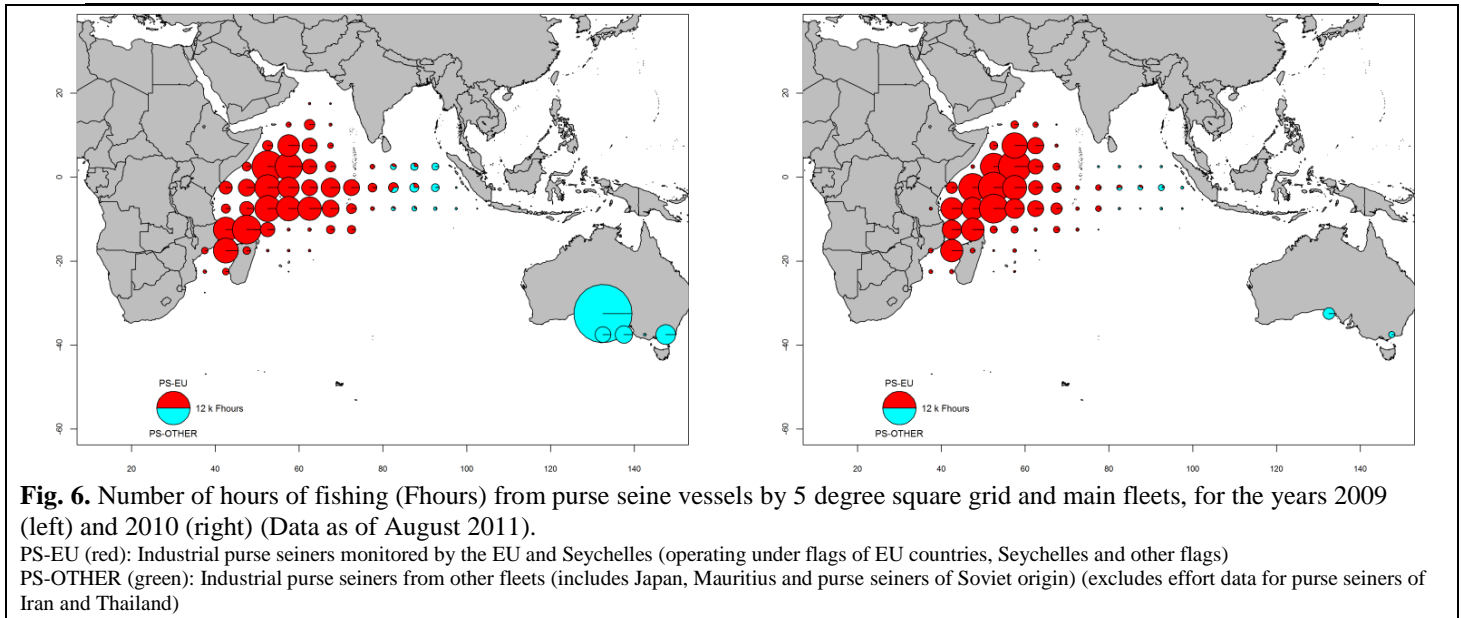 20
0
-20
-40
-60
PS-EU
12 k Fhours
PS-OTHER
20
40
60
80
100
120
140
20
0
-20
-40
-60
PS-EU
12 k Fhours
PS-OTHER
20
40
60
80
100
120
140
Fig. 6. Number of hours of fishing (Fhours) from purse seine vessels by 5 degree square grid and main fleets, for the years 2009
(left) and 2010 (right) (Data as of August 2011).
PS-EU (red): Industrial purse seiners monitored by the EU and Seychelles (operating under flags of EU countries, Seychelles and other flags)
PS-OTHER (green): Industrial purse seiners from other fleets (includes Japan, Mauritius and purse seiners of Soviet origin) (excludes effort data for purse seiners of
Iran and Thailand)